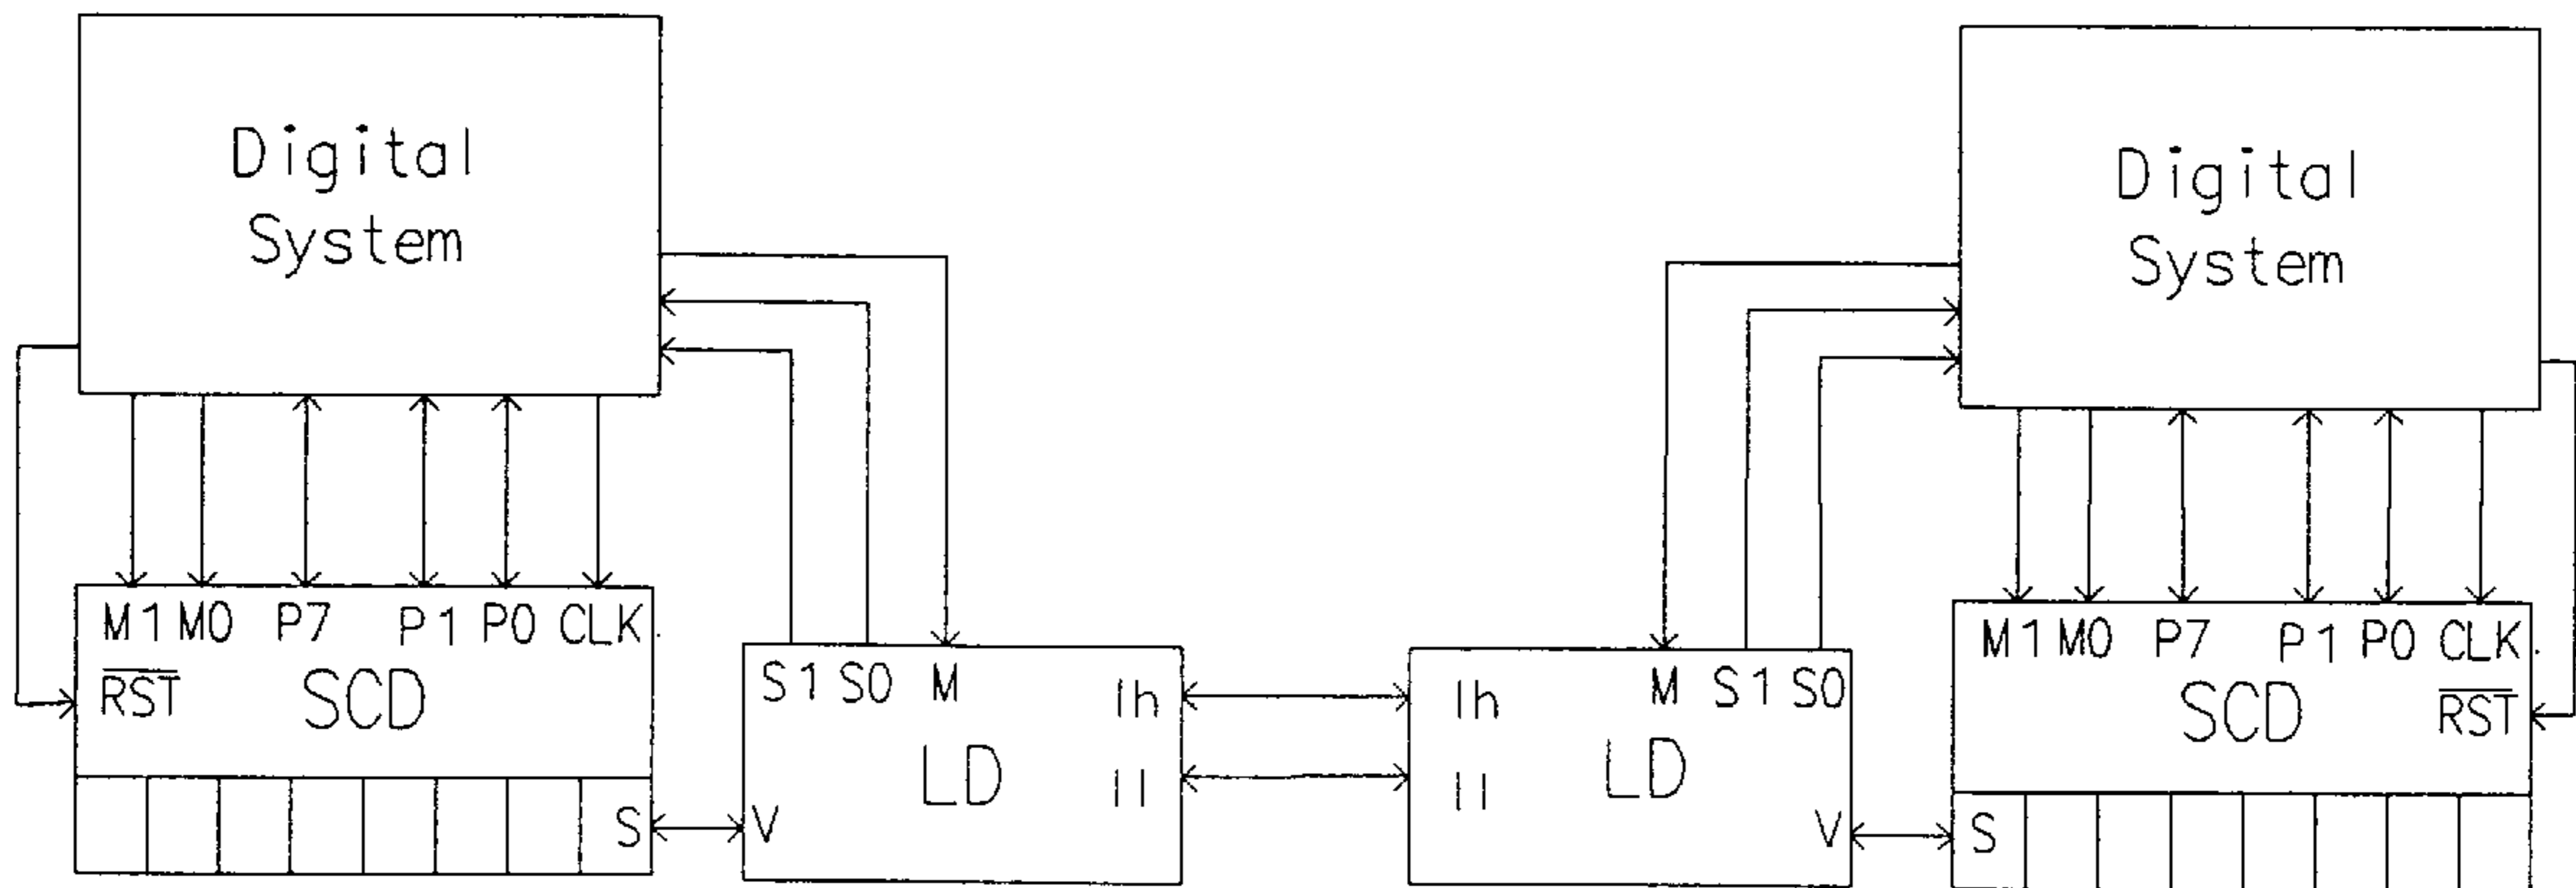 Digital
System
Digital
System
M1 M0 P7 P1 P0 CLK
RST SCD
S
S1 S0 M
Ih
LD
Il
V
M S1 S0
Ih
LD
Il
V
M1 M0 P7 P1 P0 CLK
SCD RST
S